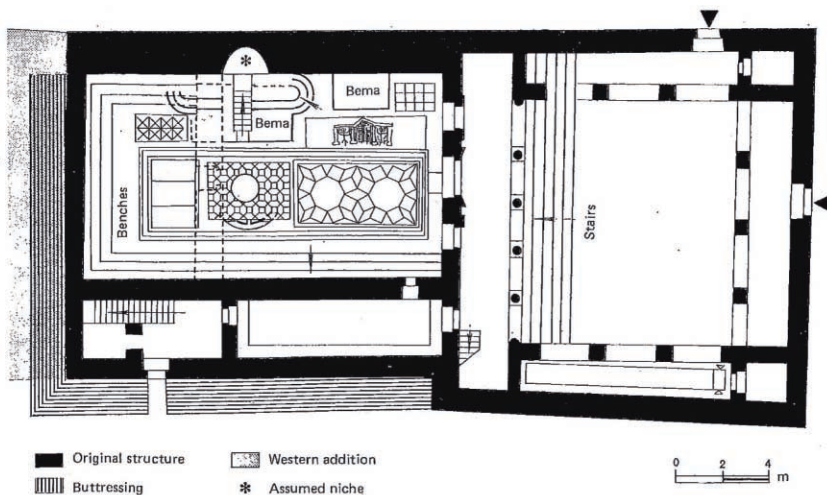 *
Bema
Bema
Benches
Stairs
Original structure
Western addition
Buttressing
* Assumed niche
0 2 4 m